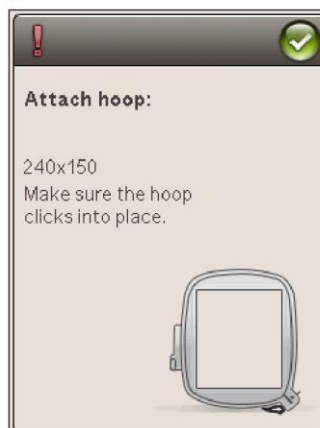 Attach hoop:
240x150
Make sure the hoop
clicks into place.